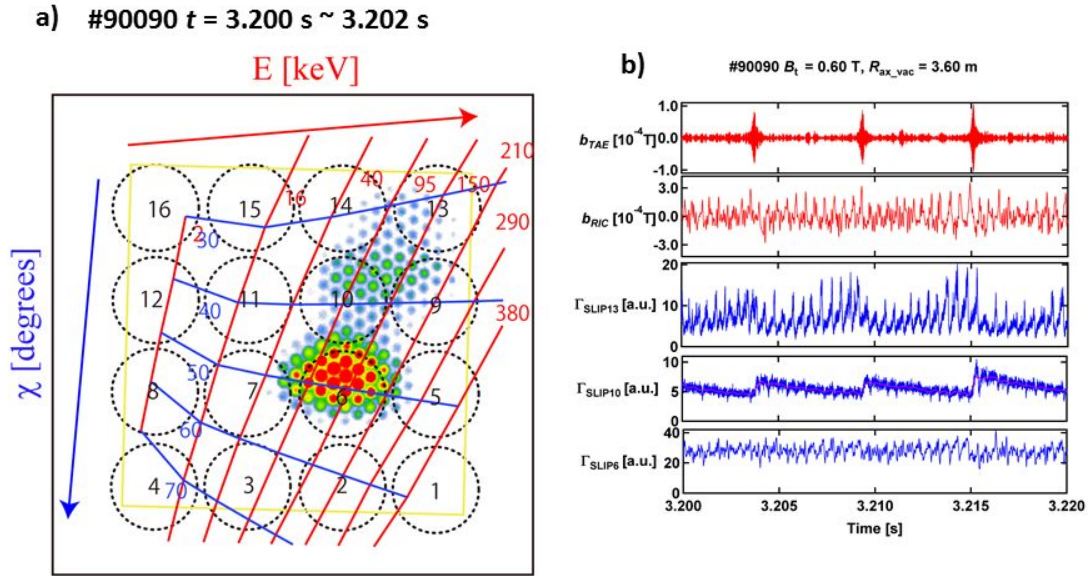 a) #90090 t = 3.200 s ~ 3.202 s
E [keV]
χ [degrees]
2
16
40
95
150
210
290
380
30
40
50
60
70
16 15 14 13
12 11 10 9
8 7 6 5
4 3 2 1
b) #90090 Bt = 0.60 T, Rax_vac = 3.60 m
bTAE [10-4T]
1.0
0.0
-1.0
bRIC [10-4T]
3.0
0.0
-3.0
ΓSLIP13 [a.u.]
20
10
0
ΓSLIP10 [a.u.]
10
5
0
ΓSLIP6 [a.u.]
40
20
0
3.200 3.205 3.210 3.215 3.220
Time [s]